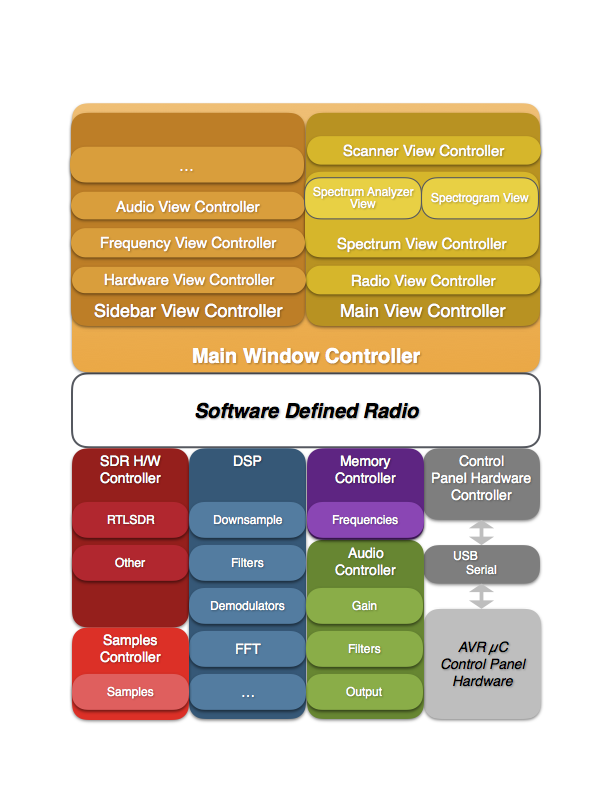 Scanner View Controller
...
Spectrum Analyzer
View
Spectrogram View
Audio View Controller
Frequency View Controller
Spectrum View Controller
Hardware View Controller
Radio View Controller
Sidebar View Controller
Main View Controller
Main Window Controller
Software Defined Radio
SDR H/W
Controller
RTLSDR
Other
Samples
Controller
Samples
DSP
Downsample
Filters
Demodulators
FFT
...
Memory
Controller
Frequencies
Audio
Controller
Gain
Filters
Output
Control
Panel Hardware
Controller
USB
Serial
AVR µC
Control Panel
Hardware